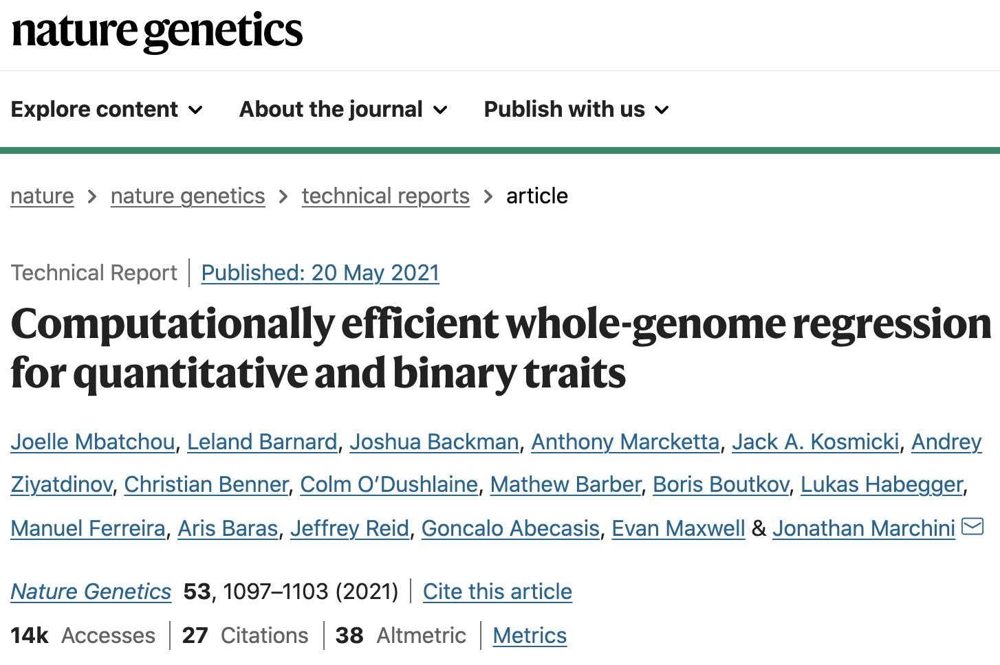 nature genetics
Explore content About the journal Publish with us
nature > nature genetics > technical reports > article
Technical Report | Published: 20 May 2021
Computationally efficient whole-genome regression
for quantitative and binary traits
Joelle Mbatchou, Leland Barnard, Joshua Backman, Anthony Marcketta, Jack A. Kosmicki, Andrey
Ziyatdinov, Christian Benner, Colm O’Dushlaine, Mathew Barber, Boris Boutkov, Lukas Habegger,
Manuel Ferreira, Aris Baras, Jeffrey Reid, Goncalo Abecasis, Evan Maxwell & Jonathan Marchini
Nature Genetics 53, 1097–1103 (2021) | Cite this article
14k Accesses | 27 Citations | 38 Altmetric | Metrics